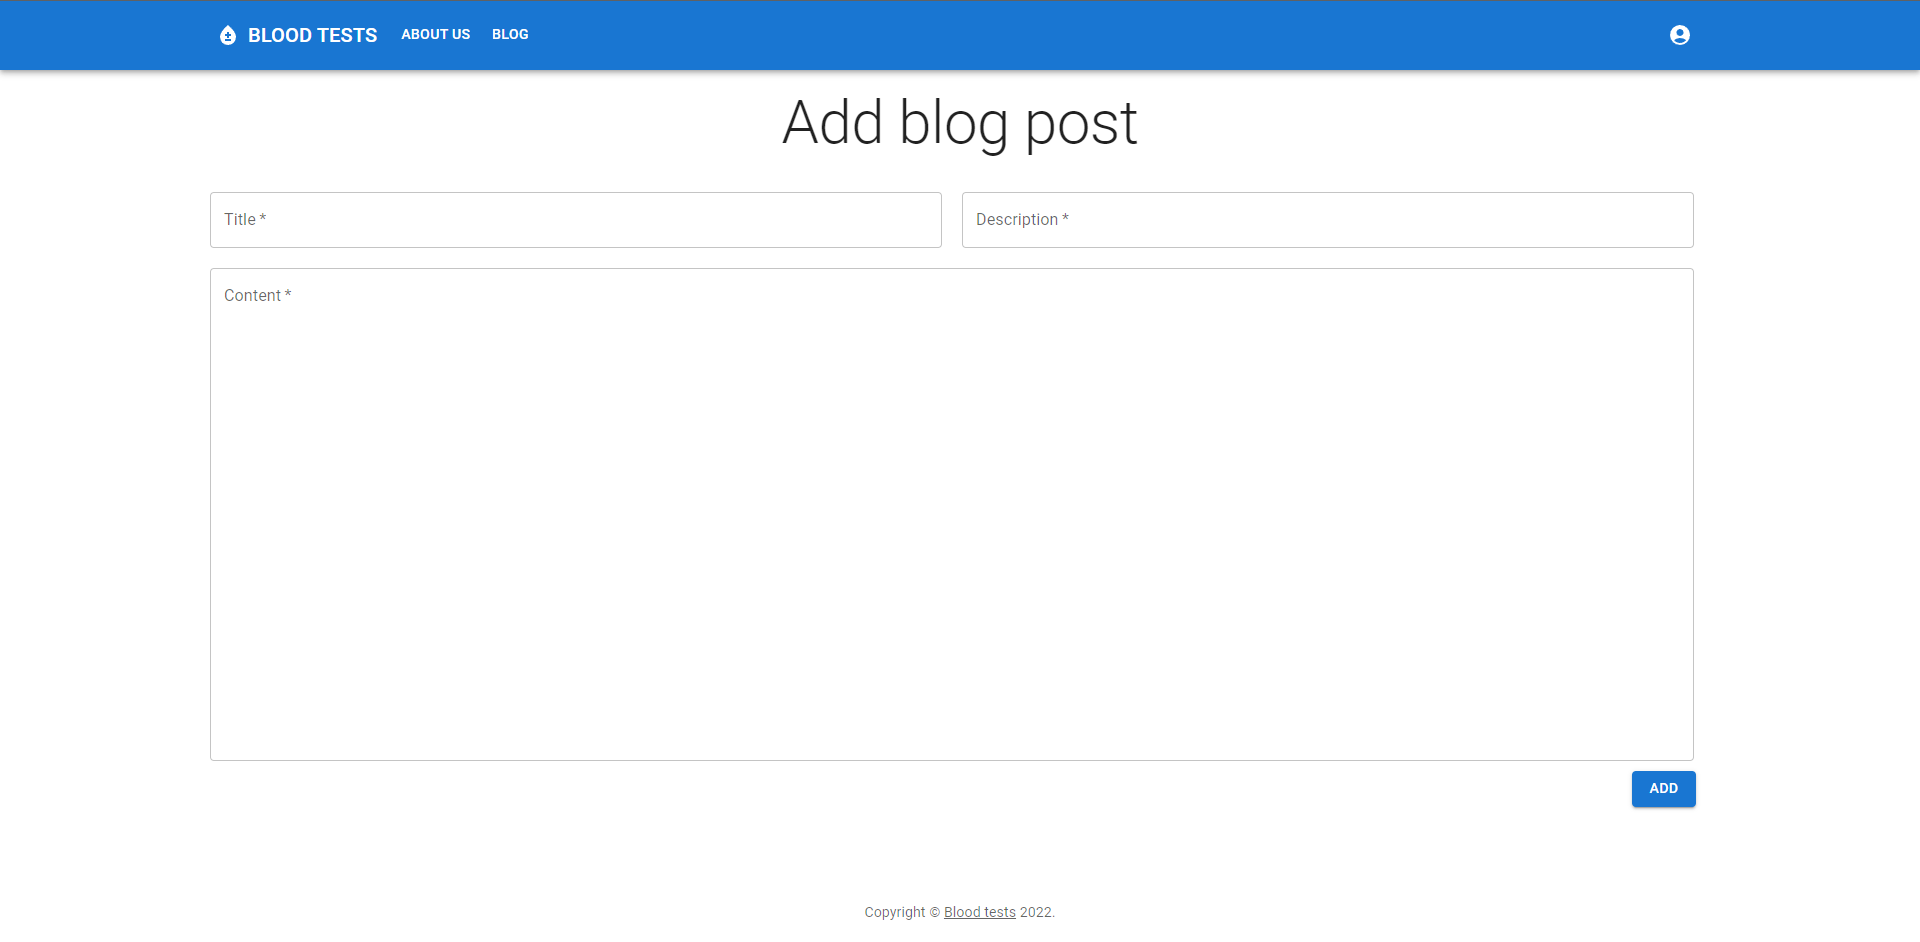 BLOOD TESTS ABOUT US BLOG
Add blog post
Title * Description *
Content *
ADD
Copyright © Blood tests 2022.